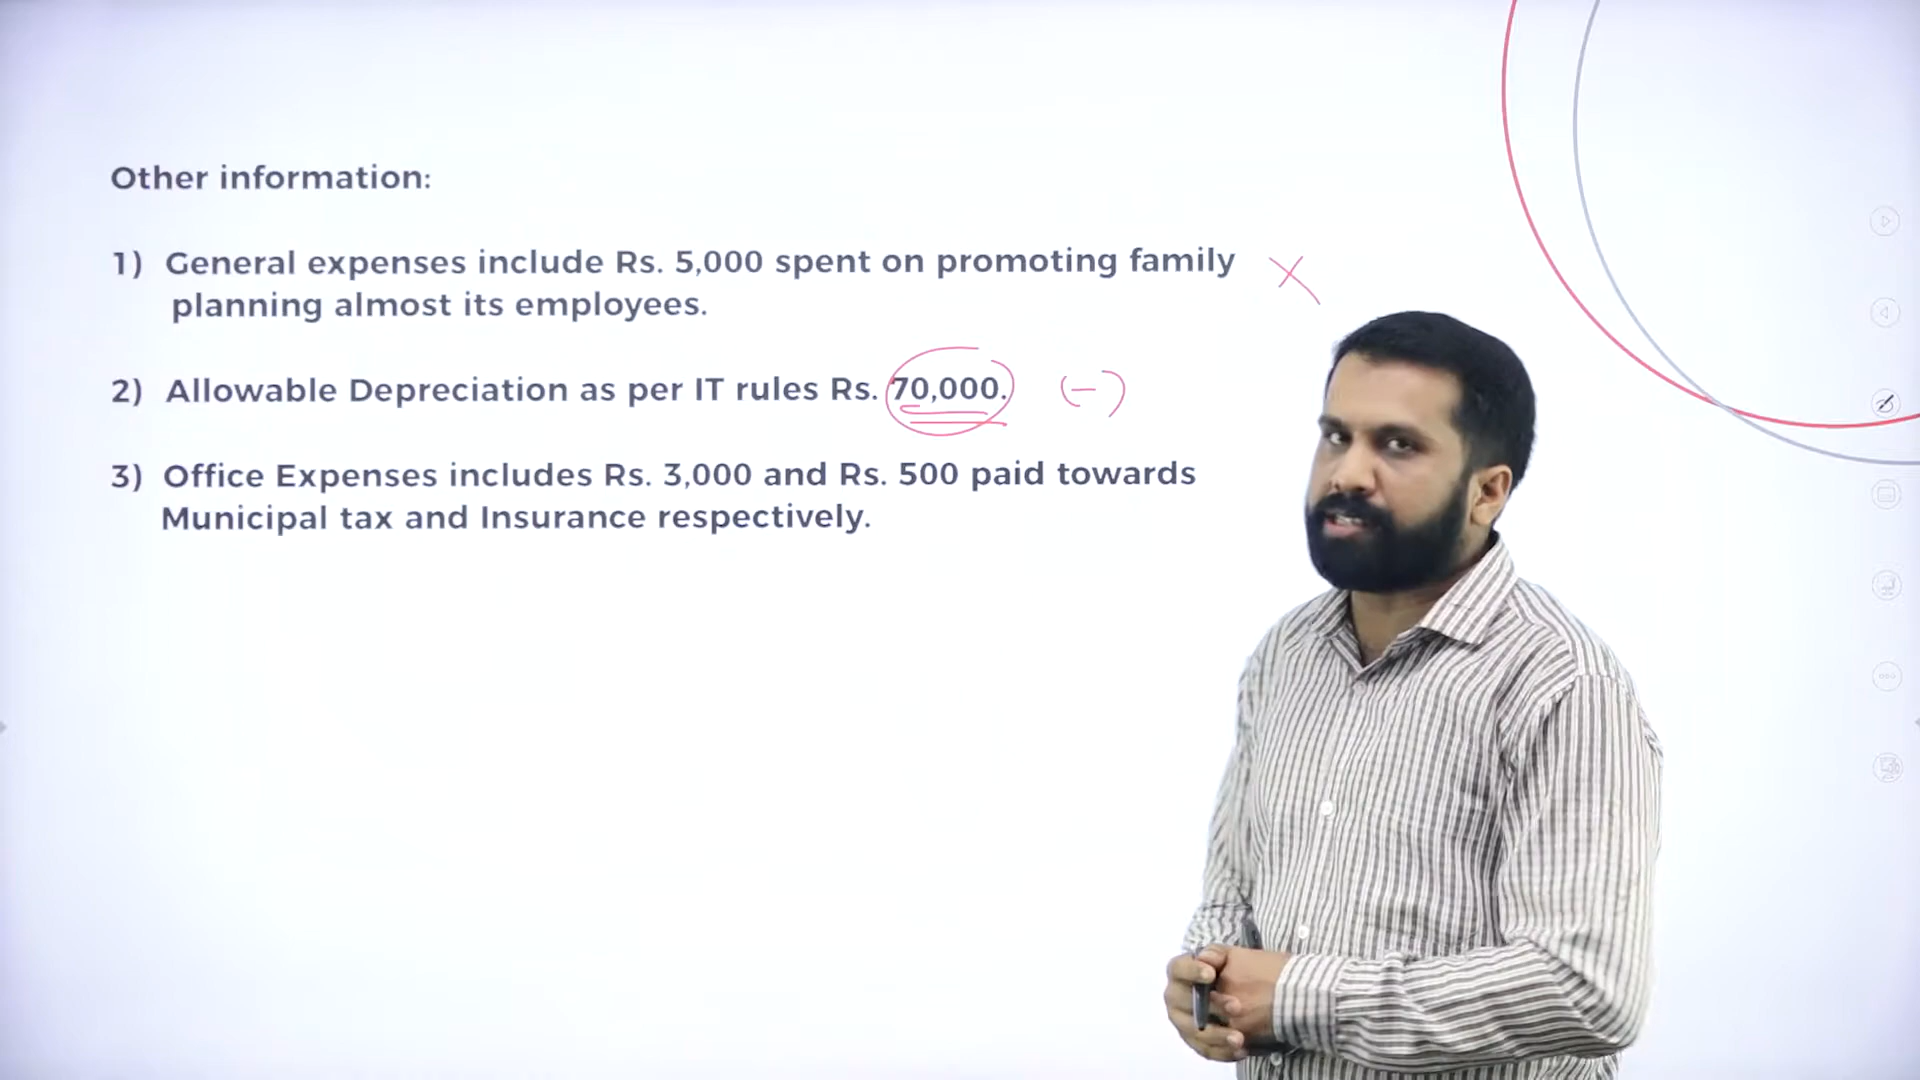 Other information:
1) General expenses include Rs. 5,000 spent on promoting family
planning almost its employees.
2) Allowable Depreciation as per IT rules Rs. 70,000. (-)
3) Office Expenses includes Rs. 3,000 and Rs. 500 paid towards
Municipal tax and Insurance respectively.